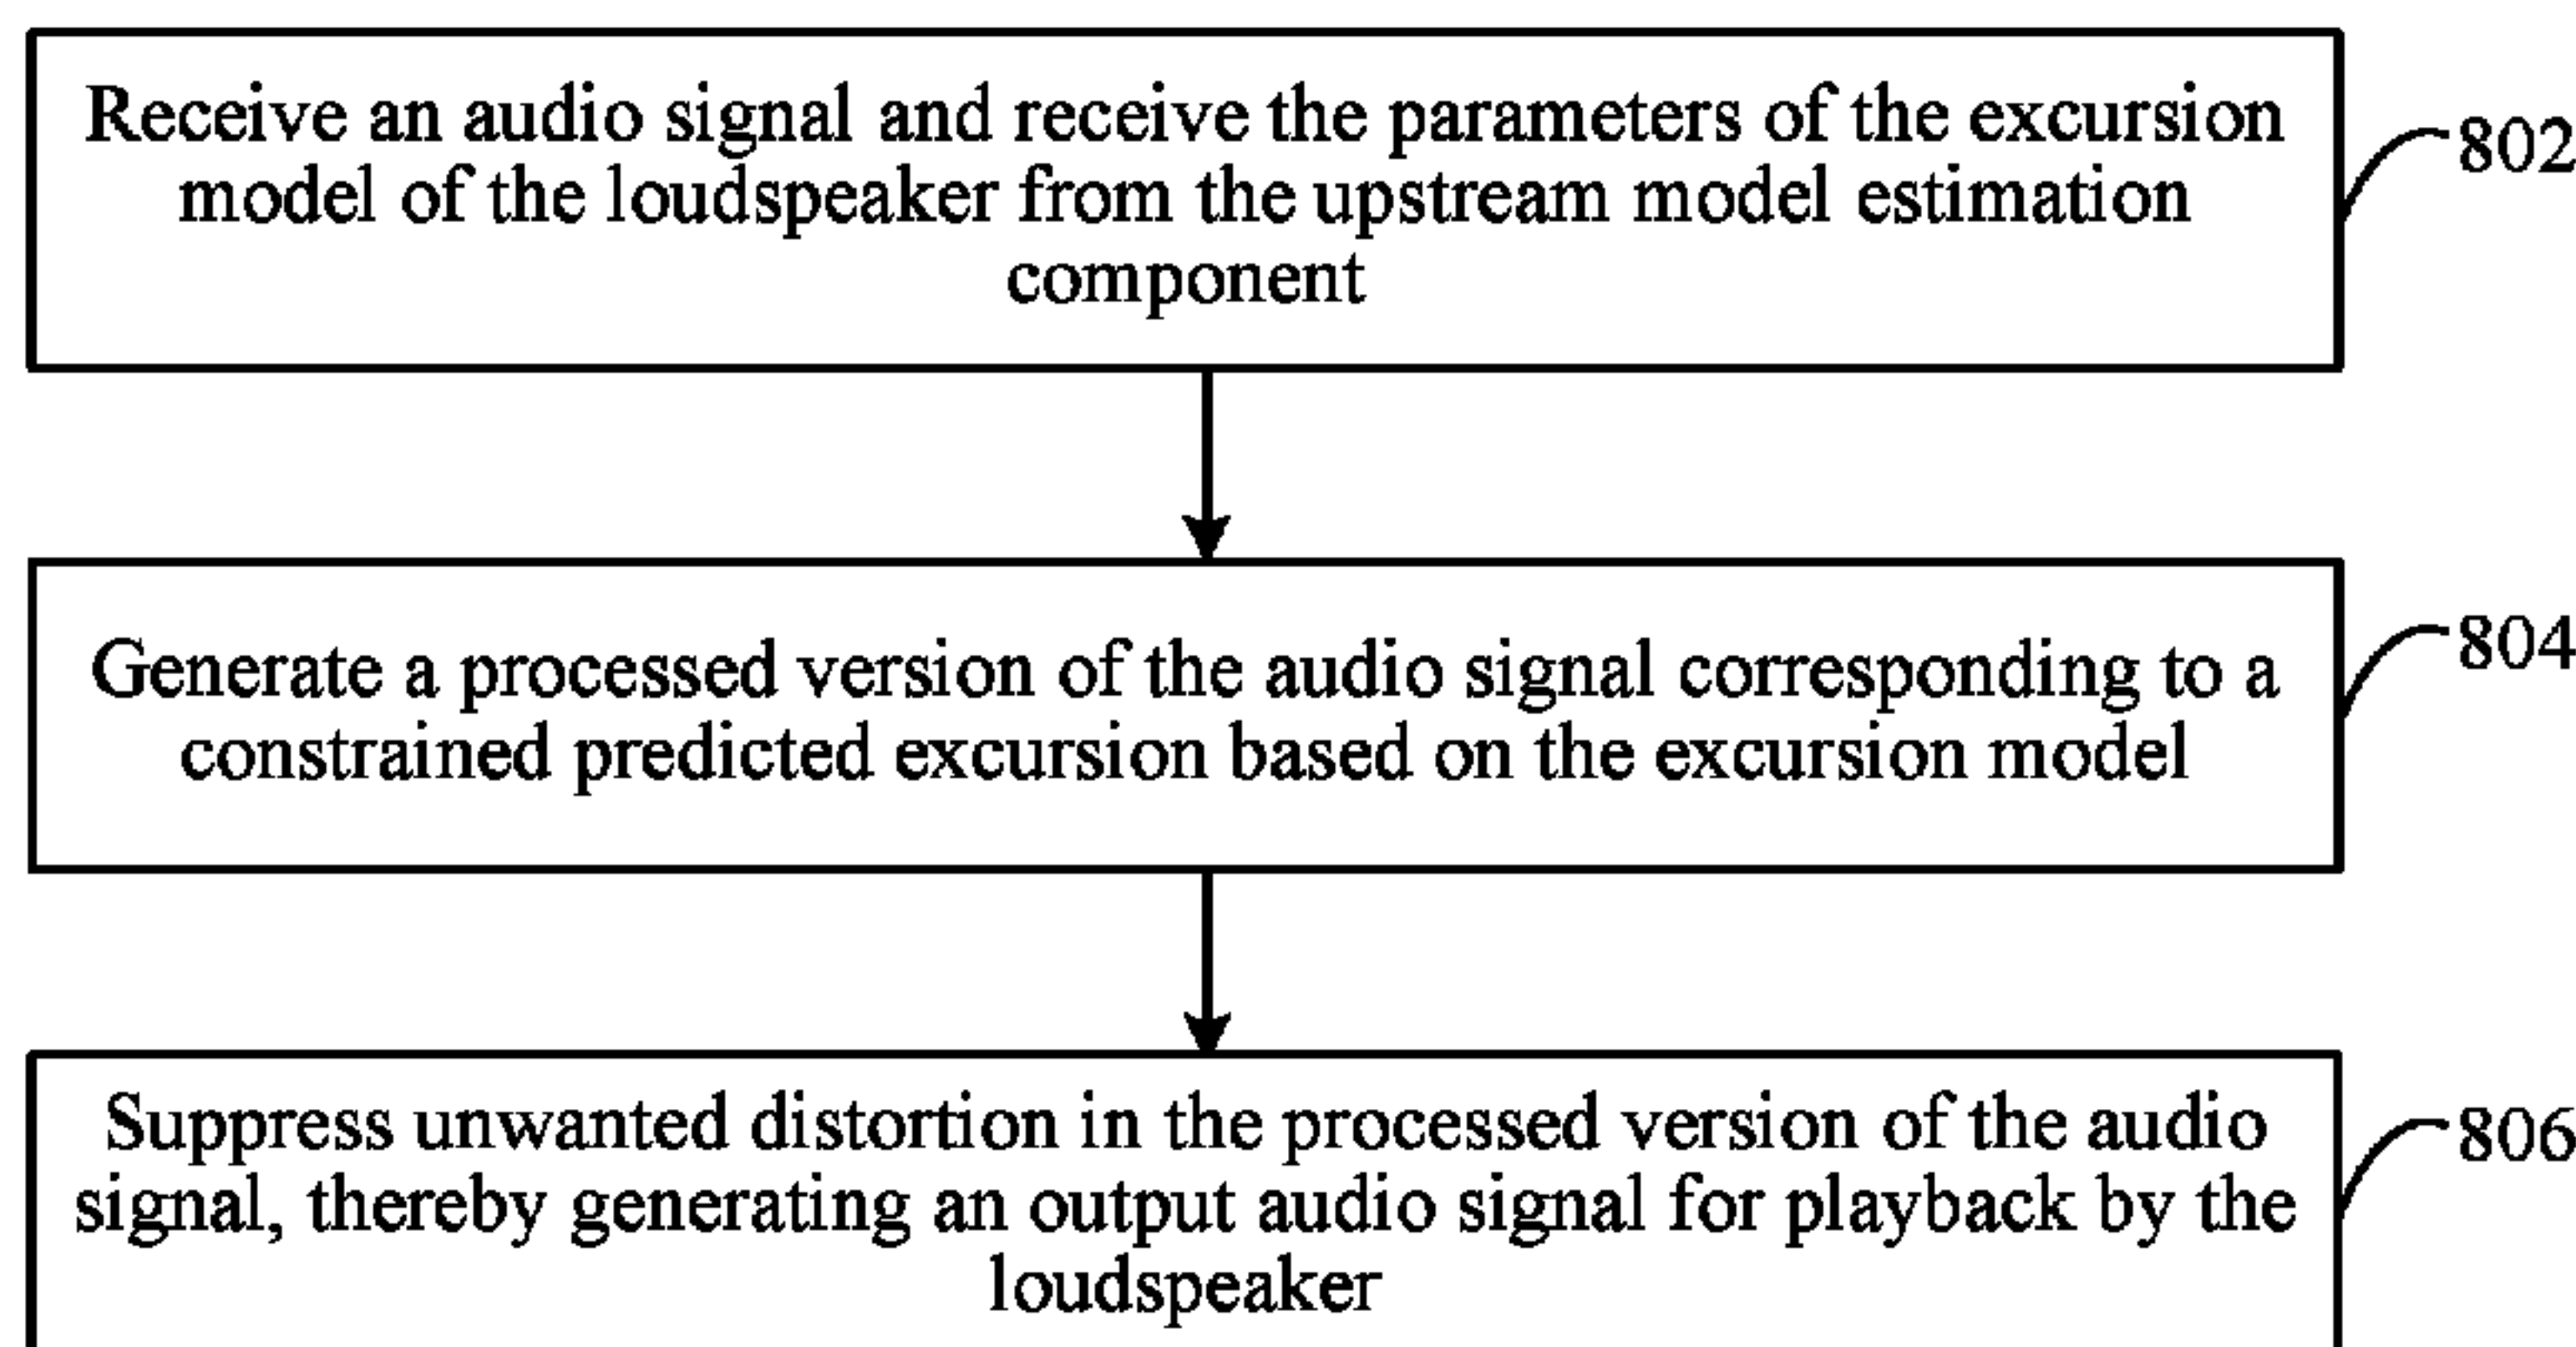 Receive an audio signal and receive the parameters of the excursion
model of the loudspeaker from the upstream model estimation
component
802
Generate a processed version of the audio signal corresponding to a
constrained predicted excursion based on the excursion model
804
Suppress unwanted distortion in the processed version of the audio
signal, thereby generating an output audio signal for playback by the
loudspeaker
806